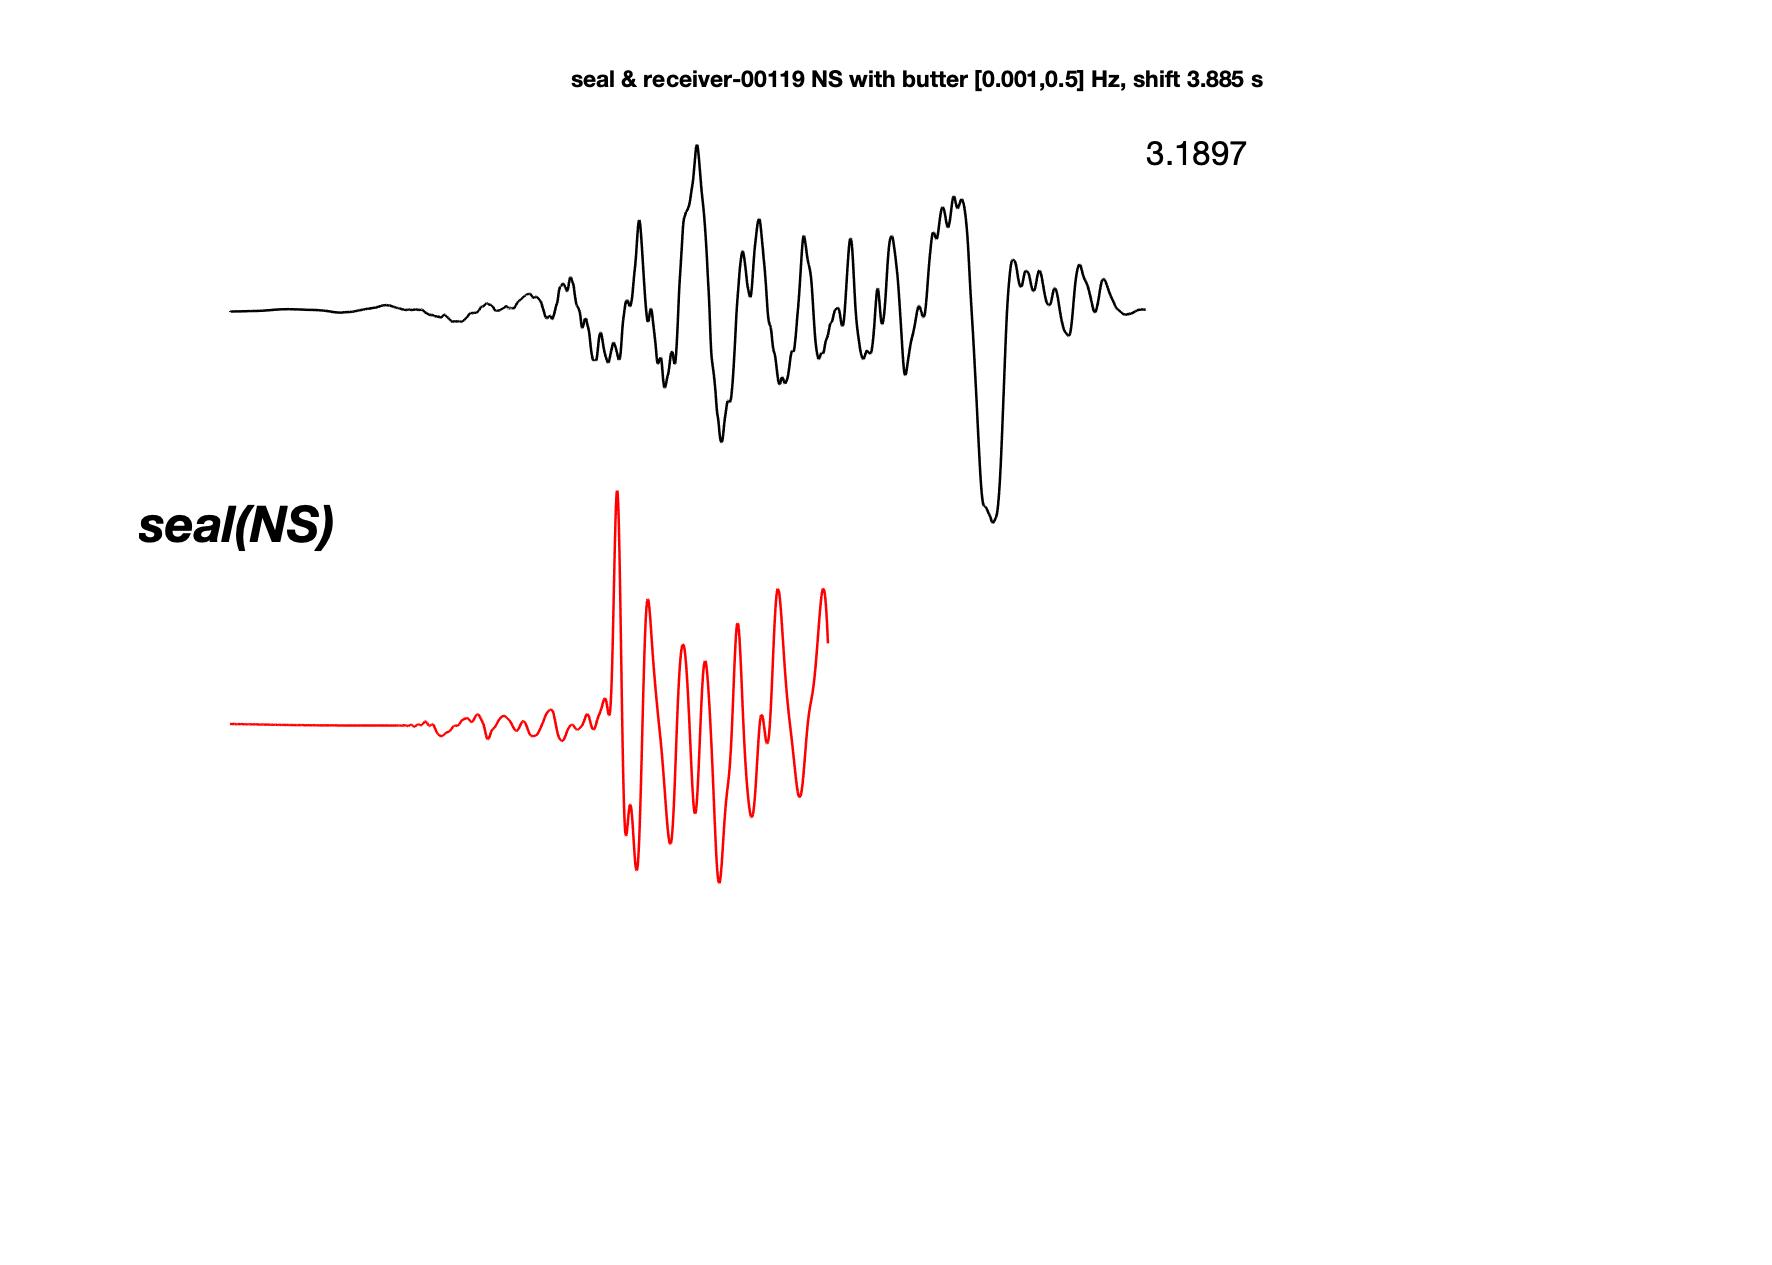 seal & receiver-00119 NS with butter [0.001,0.5] Hz, shift 3.885 s
3.1897
seal(NS)